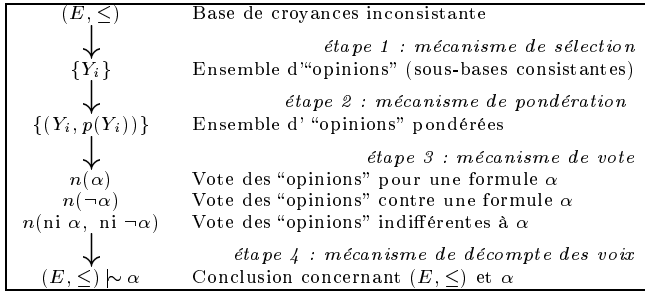 (E, ≤) Base de croyances inconsistante
étape 1 : mécanisme de sélection
{Y_i} Ensemble d'“opinions” (sous-bases consistantes)
étape 2 : mécanisme de pondération
{(Y_i, p(Y_i))} Ensemble d' “opinions” pondérées
étape 3 : mécanisme de vote
n(α) Vote des “opinions” pour une formule α
n(¬α) Vote des “opinions” contre une formule α
n(ni α, ni ¬α) Vote des “opinions” indifférentes à α
étape 4 : mécanisme de décompte des voix
(E, ≤) |∼ α Conclusion concernant (E, ≤) et α